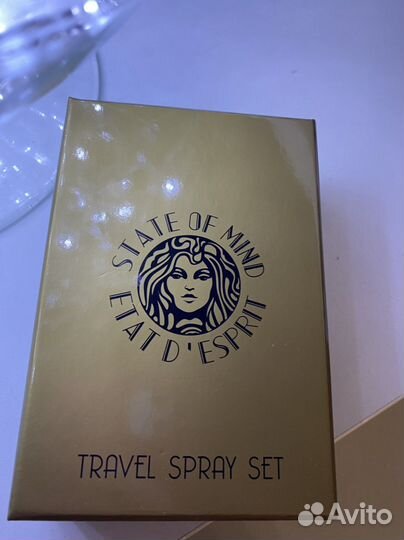 STATE OF MIND
ETAT D'ESPRIT
TRAVEL SPRAY SET
Avito